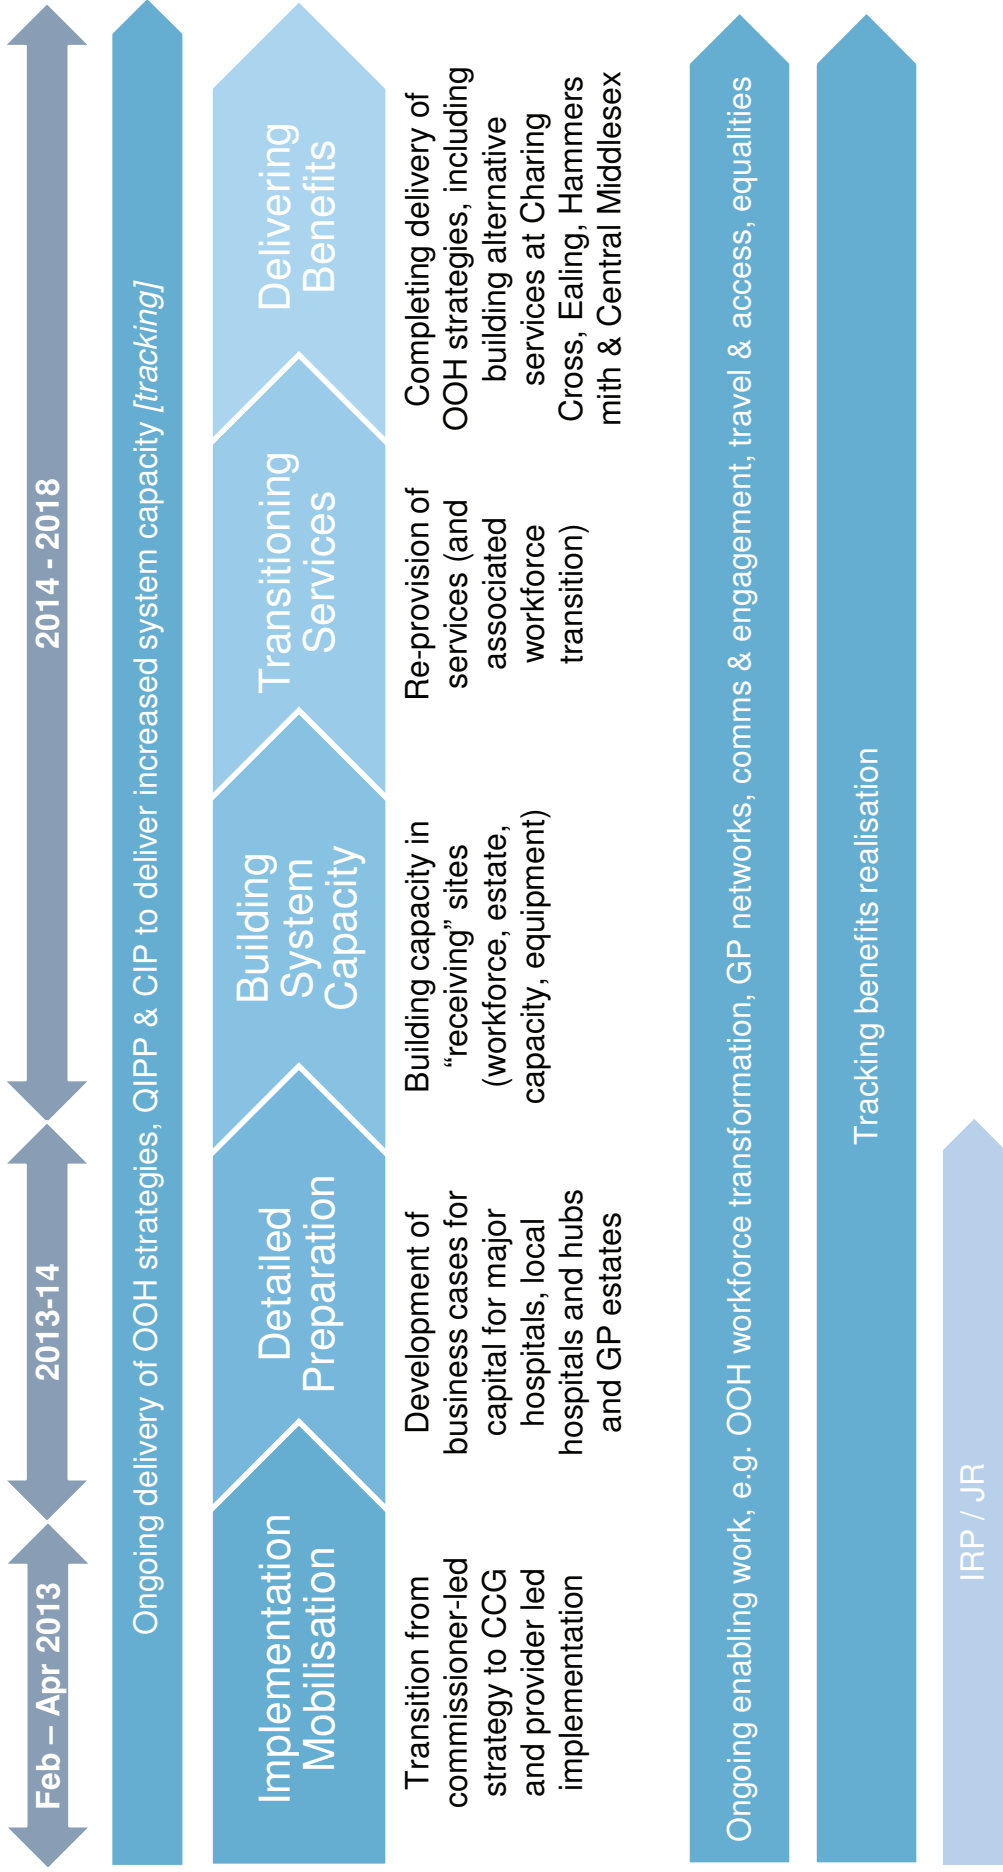 Feb – Apr 2013
2013-14
2014 - 2018
Ongoing delivery of OOH strategies, QIPP & CIP to deliver increased system capacity [tracking]
Implementation
Mobilisation
Detailed
Preparation
Building
System
Capacity
Transitioning
Services
Delivering
Benefits
Transition from
commissioner-led
strategy to CCG
and provider led
implementation
Development of
business cases for
capital for major
hospitals, local
hospitals and hubs
and GP estates
Building capacity in
“receiving” sites
(workforce, estate,
capacity, equipment)
Re-provision of
services (and
associated
workforce
transition)
Completing delivery of
OOH strategies, including
building alternative
services at Charing
Cross, Ealing, Hammers
mith & Central Middlesex
Ongoing enabling work, e.g. OOH workforce transformation, GP networks, comms & engagement, travel & access, equalities
Tracking benefits realisation
IRP / JR